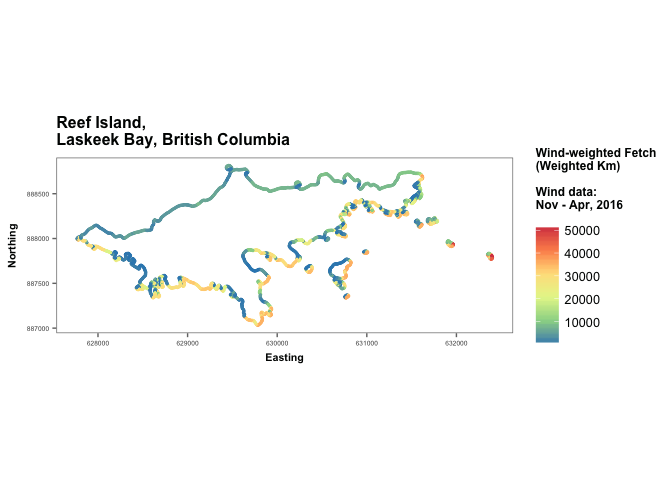 Reef Island,
Laskeek Bay, British Columbia
Wind-weighted Fetch
(Weighted Km)
Wind data:
Nov - Apr, 2016
50000
40000
30000
20000
10000
Northing
888500
888000
887500
887000
628000 629000 630000 631000 632000
Easting